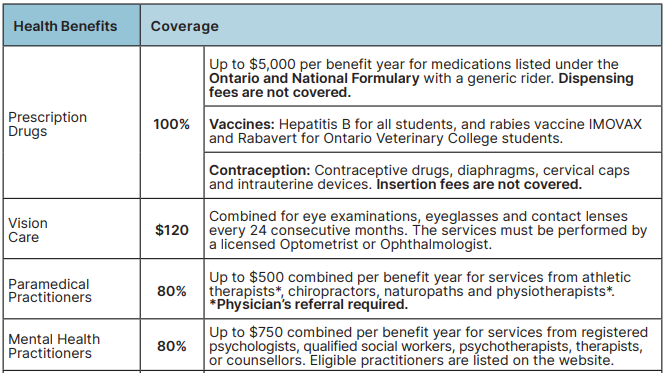 Health Benefits
Coverage
Prescription
Drugs
100%
Up to $5,000 per benefit year for medications listed under the
Ontario and National Formulary with a generic rider. Dispensing
fees are not covered.
Vaccines: Hepatitis B for all students, and rabies vaccine IMOVAX
and Rabavert for Ontario Veterinary College students.
Contraception: Contraceptive drugs, diaphragms, cervical caps
and intrauterine devices. Insertion fees are not covered.
Vision
Care
$120
Combined for eye examinations, eyeglasses and contact lenses
every 24 consecutive months. The services must be performed by
a licensed Optometrist or Ophthalmologist.
Paramedical
Practitioners
80%
Up to $500 combined per benefit year for services from athletic
therapists*, chiropractors, naturopaths and physiotherapists*.
*Physician's referral required.
Mental Health
Practitioners
80%
Up to $750 combined per benefit year for services from registered
psychologists, qualified social workers, psychotherapists, therapists,
or counsellors. Eligible practitioners are listed on the website.